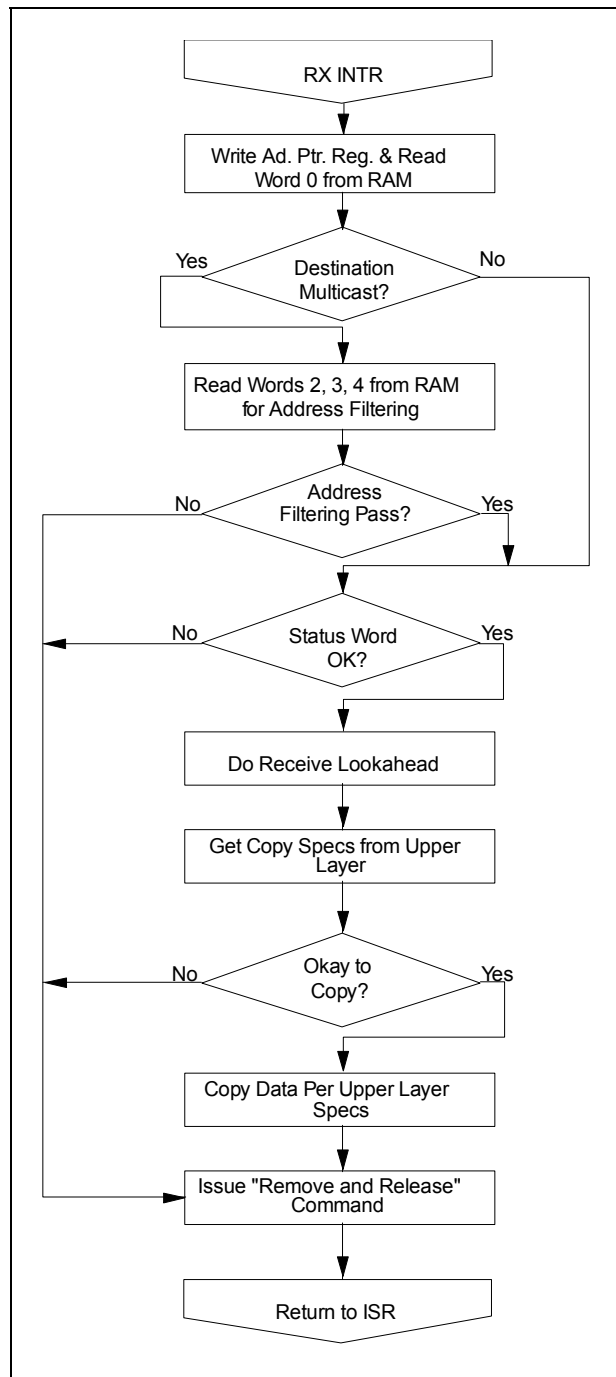 RX INTR
Write Ad. Ptr. Reg. & Read
Word 0 from RAM
Yes
No
Destination
Multicast?
Read Words 2, 3, 4 from RAM
for Address Filtering
No
Address
Filtering Pass?
Yes
No
Status Word
OK?
Yes
Do Receive Lookahead
Get Copy Specs from Upper
Layer
No
Okay to
Copy?
Yes
Copy Data Per Upper Layer
Specs
Issue "Remove and Release"
Command
Return to ISR